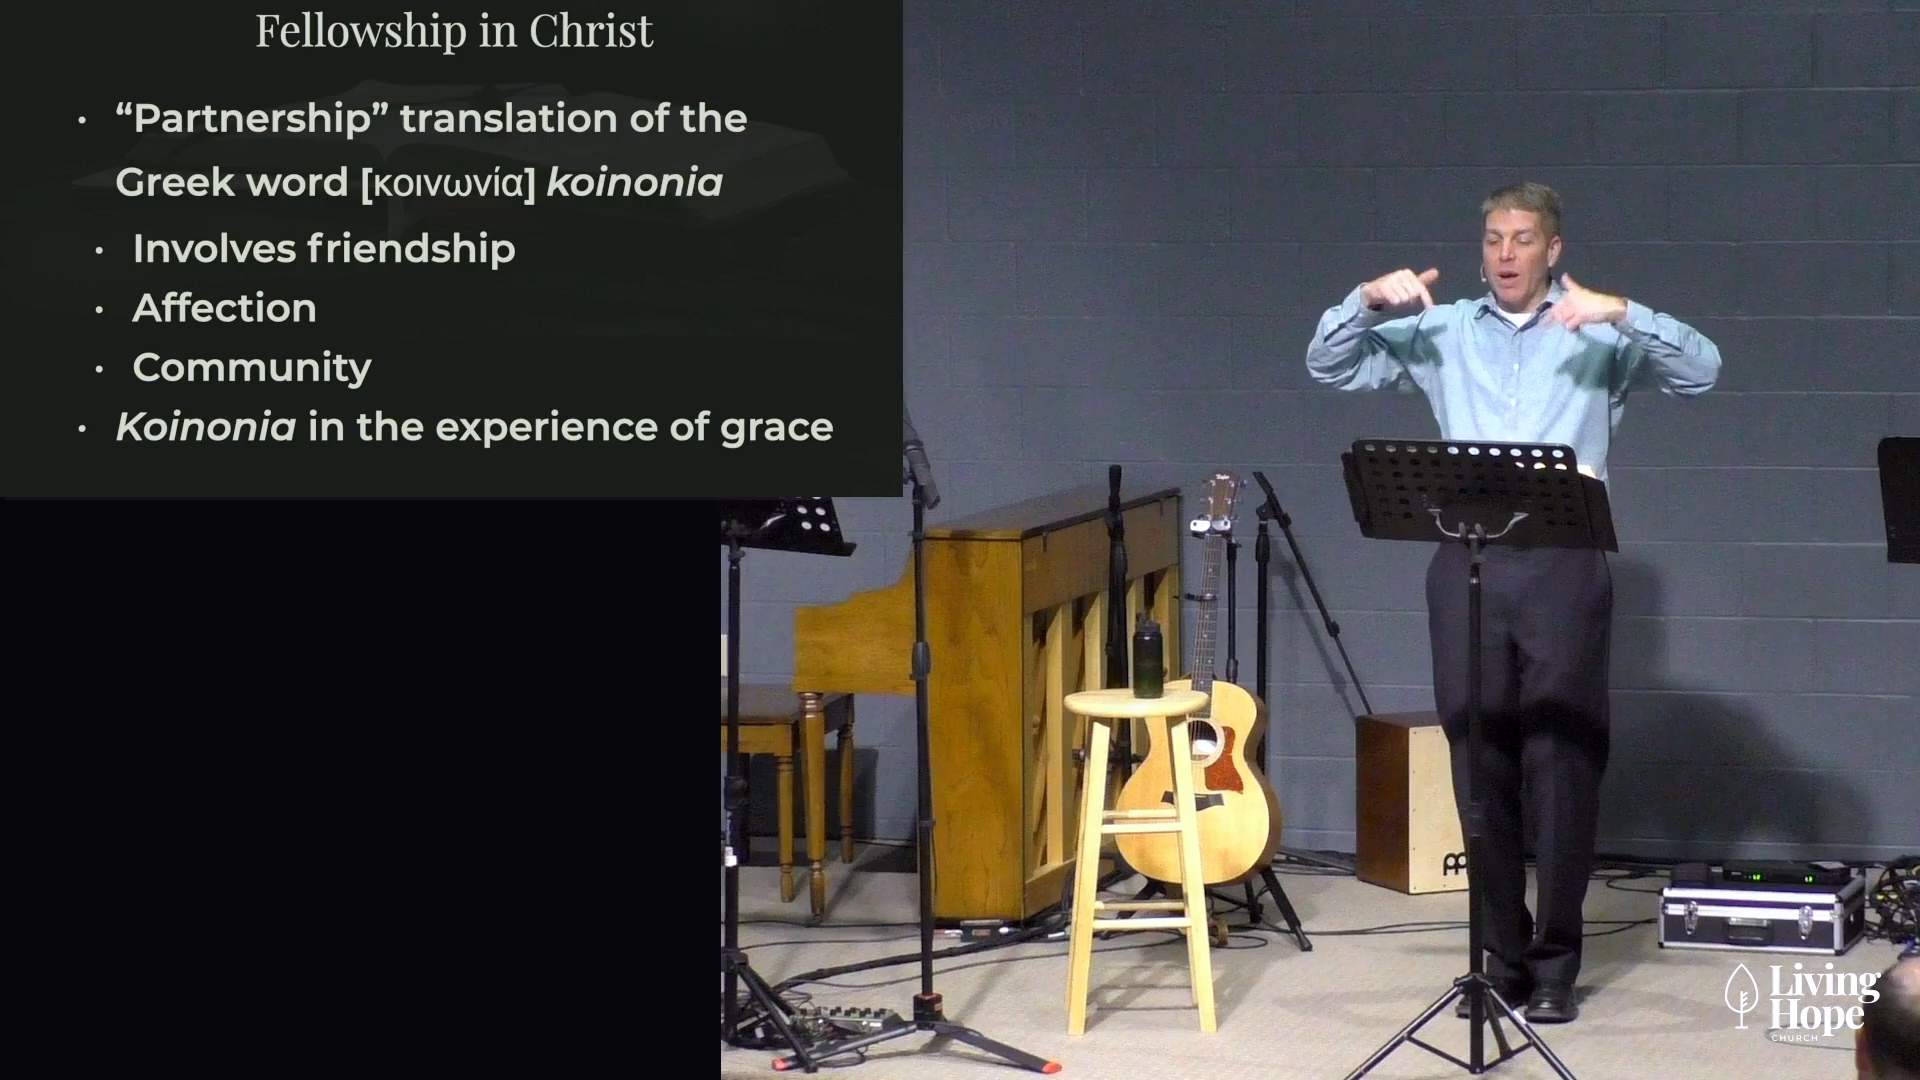 Fellowship in Christ
• “Partnership” translation of the
Greek word [κοινωνία] koinonia
• Involves friendship
• Affection
• Community
• Koinonia in the experience of grace
Taylor
Living
Hope
CHURCH